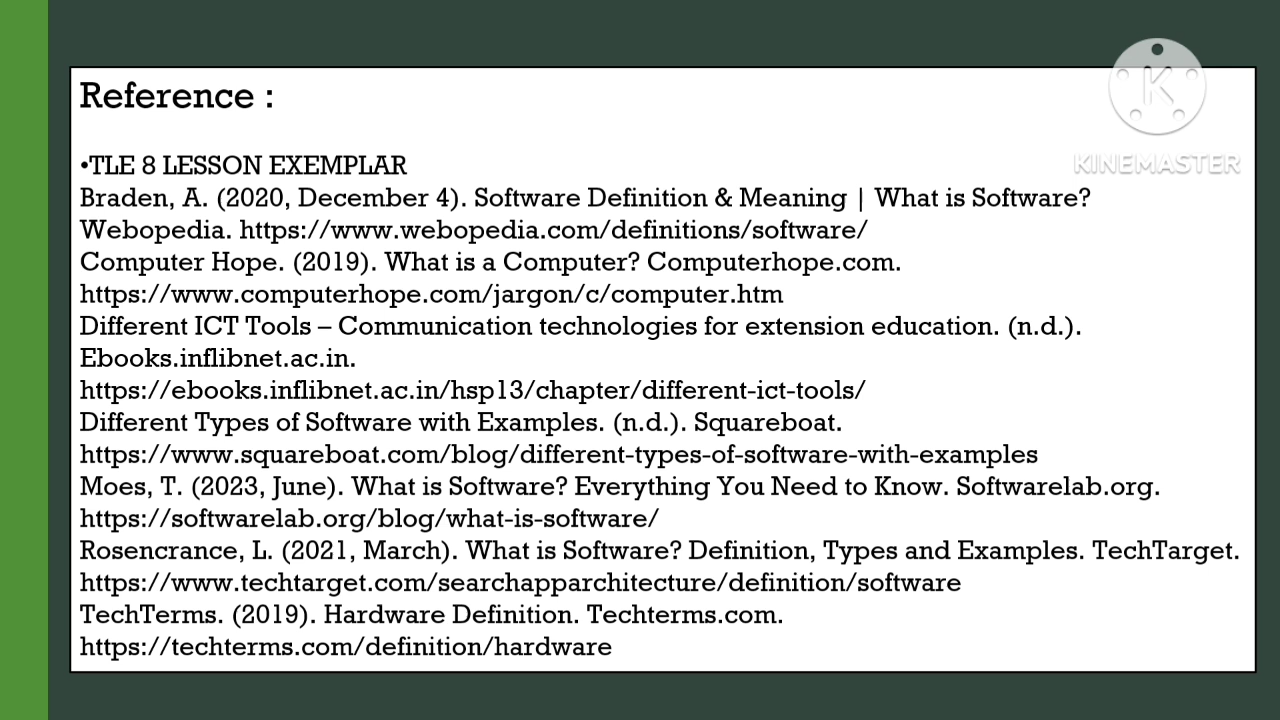 Reference :
•TLE 8 LESSON EXEMPLAR
Braden, A. (2020, December 4). Software Definition & Meaning | What is Software?
Webopedia. https://www.webopedia.com/definitions/software/
Computer Hope. (2019). What is a Computer? Computerhope.com.
https://www.computerhope.com/jargon/c/computer.htm
Different ICT Tools – Communication technologies for extension education. (n.d.).
Ebooks.inflibnet.ac.in.
https://ebooks.inflibnet.ac.in/hsp13/chapter/different-ict-tools/
Different Types of Software with Examples. (n.d.). Squareboat.
https://www.squareboat.com/blog/different-types-of-software-with-examples
Moes, T. (2023, June). What is Software? Everything You Need to Know. Softwarelab.org.
https://softwarelab.org/blog/what-is-software/
Rosencrance, L. (2021, March). What is Software? Definition, Types and Examples. TechTarget.
https://www.techtarget.com/searchapparchitecture/definition/software
TechTerms. (2019). Hardware Definition. Techterms.com.
https://techterms.com/definition/hardware
K
KINEMASTER